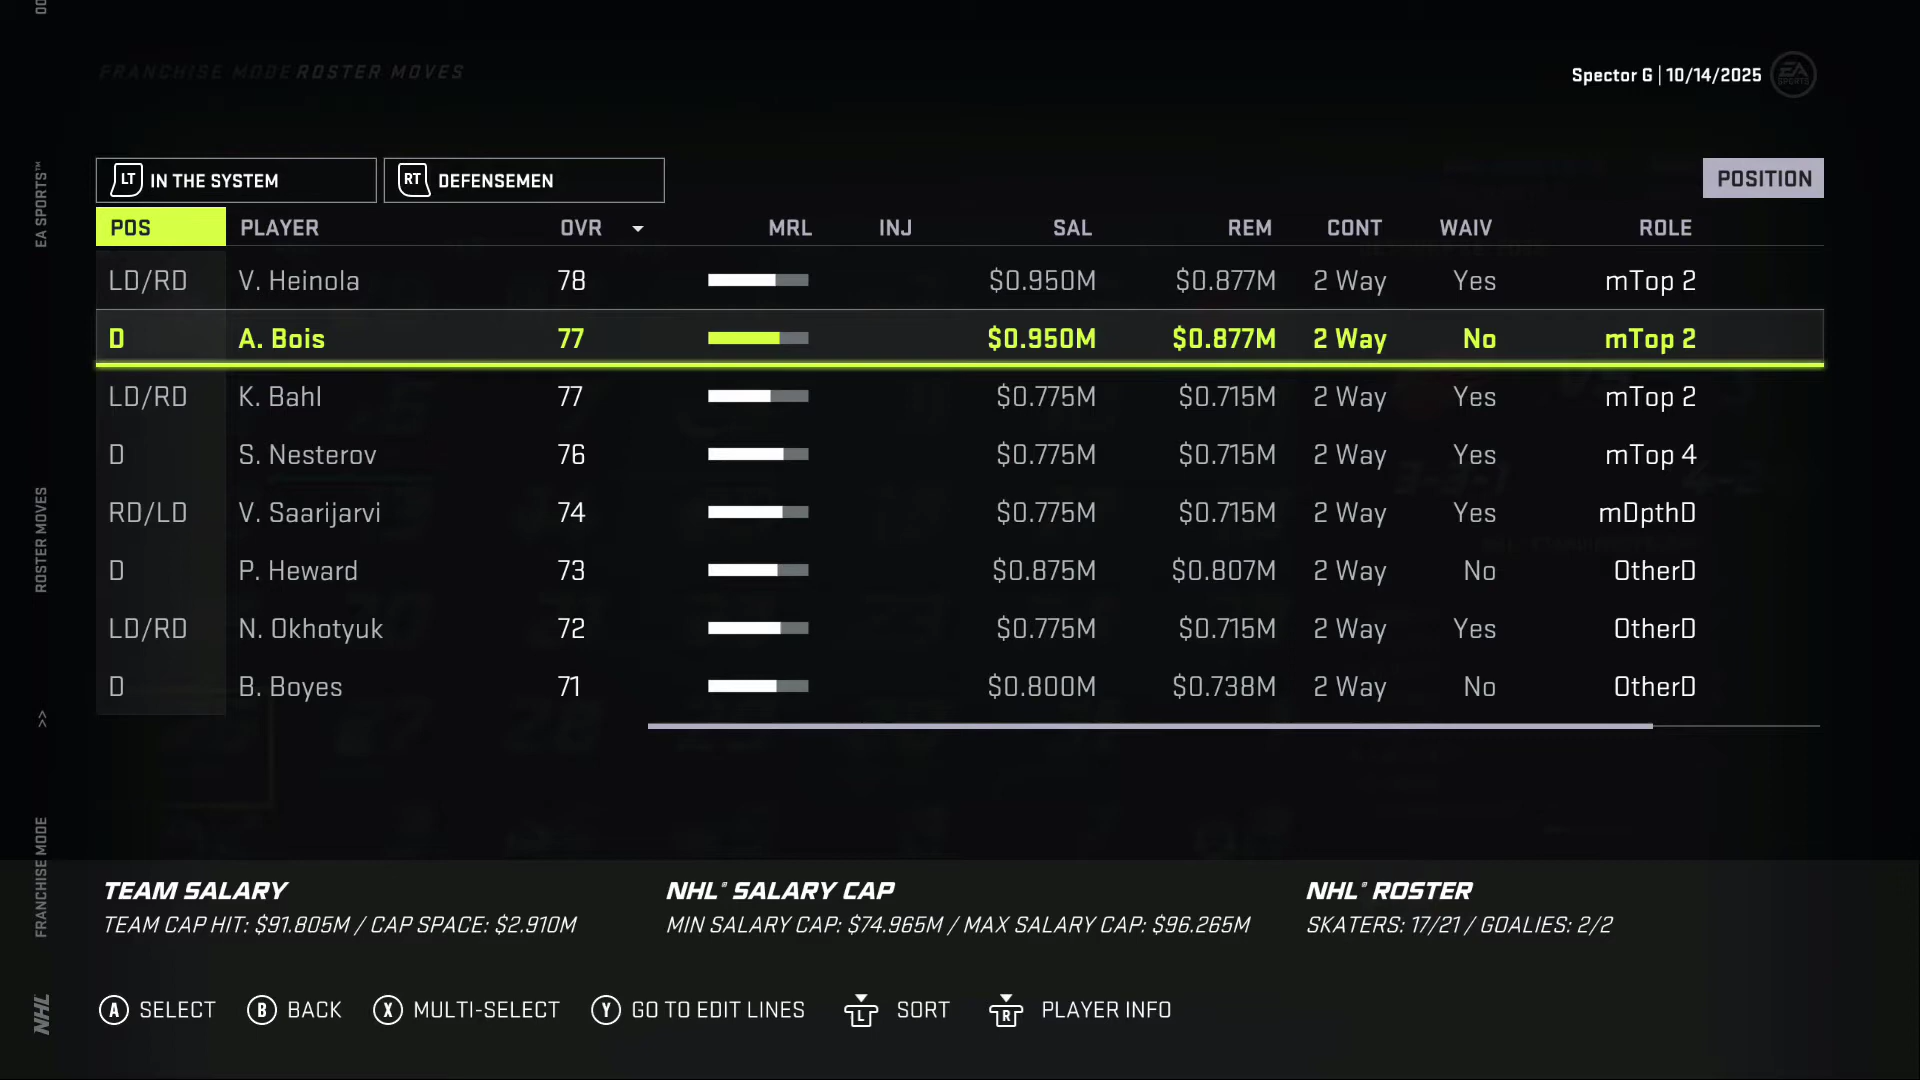 FRANCHISE MODE ROSTER MOVES
Spector G | 10/14/2025
EA SPORTS
LT IN THE SYSTEM RT DEFENSEMEN POSITION
POS PLAYER OVR MRL INJ SAL REM CONT WAIV ROLE
LD/RD V. Heinola 78 $0.950M $0.877M 2 Way Yes mTop 2
D A. Bois 77 $0.950M $0.877M 2 Way No mTop 2
LD/RD K. Bahl 77 $0.775M $0.715M 2 Way Yes mTop 2
D S. Nesterov 76 $0.775M $0.715M 2 Way Yes mTop 4
RD/LD V. Saarijarvi 74 $0.775M $0.715M 2 Way Yes mDpthD
D P. Heward 73 $0.875M $0.807M 2 Way No OtherD
LD/RD N. Okhotyuk 72 $0.775M $0.715M 2 Way Yes OtherD
D B. Boyes 71 $0.800M $0.738M 2 Way No OtherD
TEAM SALARY
TEAM CAP HIT: $91.805M / CAP SPACE: $2.910M
NHL® SALARY CAP
MIN SALARY CAP: $74.965M / MAX SALARY CAP: $96.265M
NHL® ROSTER
SKATERS: 17/21 / GOALIES: 2/2
A SELECT B BACK X MULTI-SELECT Y GO TO EDIT LINES L SORT R PLAYER INFO
NHL
FRANCHISE MODE
>>
ROSTER MOVES
EA SPORTS™